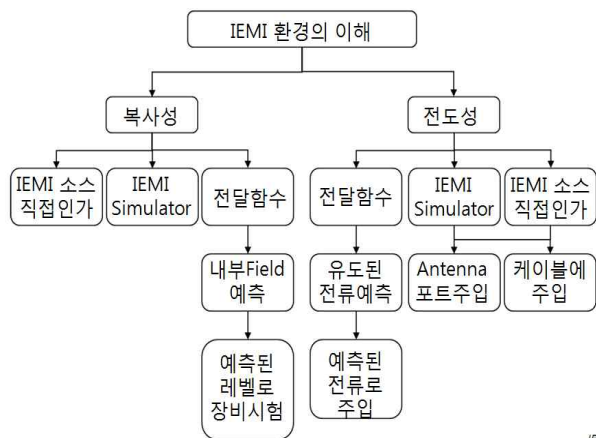 IEMI 환경의 이해
복사성
전도성
IEMI 소스
직접인가
IEMI
Simulator
전달함수
전달함수
IEMI
Simulator
IEMI 소스
직접인가
내부Field
예측
유도된
전류예측
Antenna
포트주입
케이블에
주입
예측된
레벨로
장비시험
예측된
전류로
주입